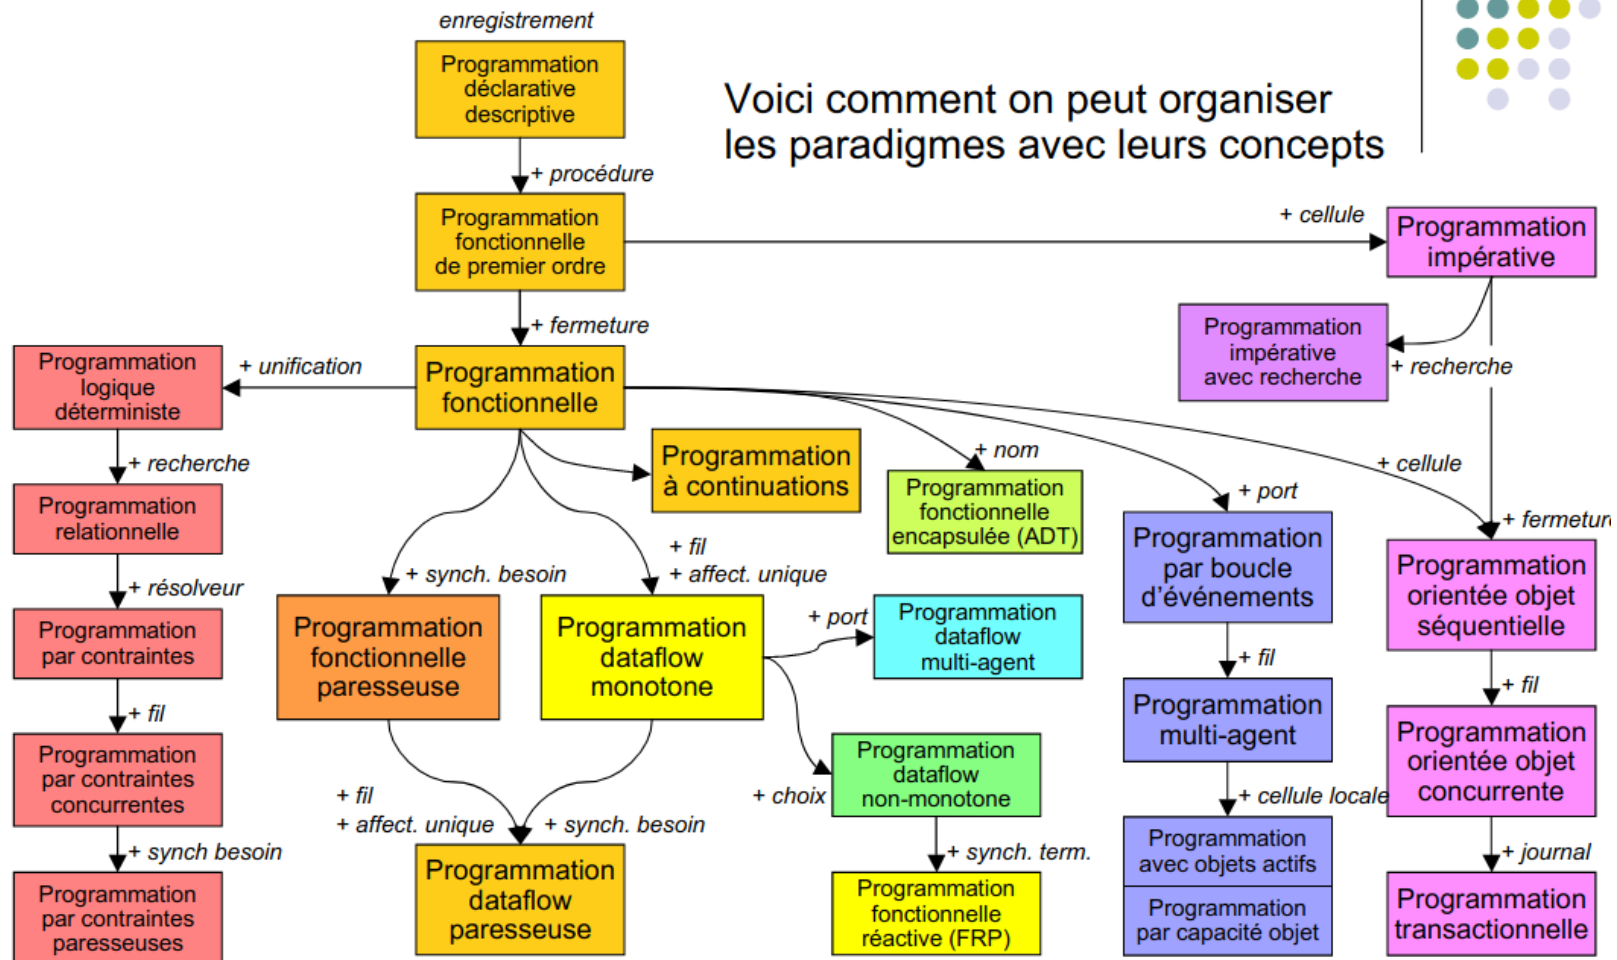 enregistrement
Programmation
déclarative
descriptive
Voici comment on peut organiser
les paradigmes avec leurs concepts
+ procédure
Programmation
fonctionnelle
de premier ordre
+ cellule
Programmation
impérative
+ fermeture
Programmation
impérative
avec recherche
+ recherche
Programmation
logique
déterministe
+ unification
Programmation
fonctionnelle
+ recherche
Programmation
à continuations
+ nom
Programmation
fonctionnelle
encapsulée (ADT)
+ cellule
+ port
+ fermeture
Programmation
relationnelle
+ résolveur
+ synch. besoin
+ fil
+ affect. unique
Programmation
par boucle
d'événements
Programmation
orientée objet
séquentielle
Programmation
par contraintes
Programmation
fonctionnelle
paresseuse
Programmation
dataflow
monotone
+ port
Programmation
dataflow
multi-agent
+ fil
+ fil
+ fil
Programmation
par contraintes
concurrentes
Programmation
multi-agent
Programmation
orientée objet
concurrente
+ choix
Programmation
dataflow
non-monotone
+ fil
+ affect. unique
+ synch. besoin
+ cellule locale
+ synch besoin
+ synch. term.
+ journal
Programmation
par contraintes
paresseuses
Programmation
dataflow
paresseuse
Programmation
fonctionnelle
réactive (FRP)
Programmation
avec objets actifs
Programmation
par capacité objet
Programmation
transactionnelle